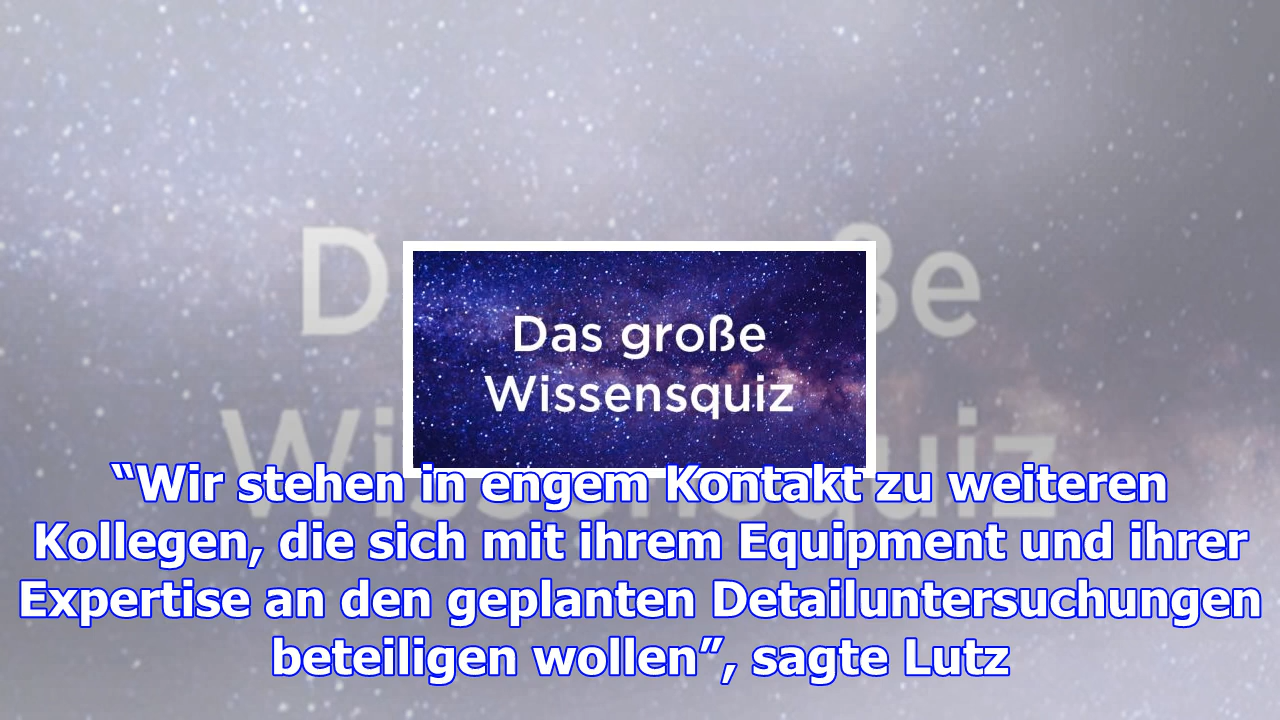 Das große
Wissensquiz
“Wir stehen in engem Kontakt zu weiteren
Kollegen, die sich mit ihrem Equipment und ihrer
Expertise an den geplanten Detailuntersuchungen
beteiligen wollen”, sagte Lutz